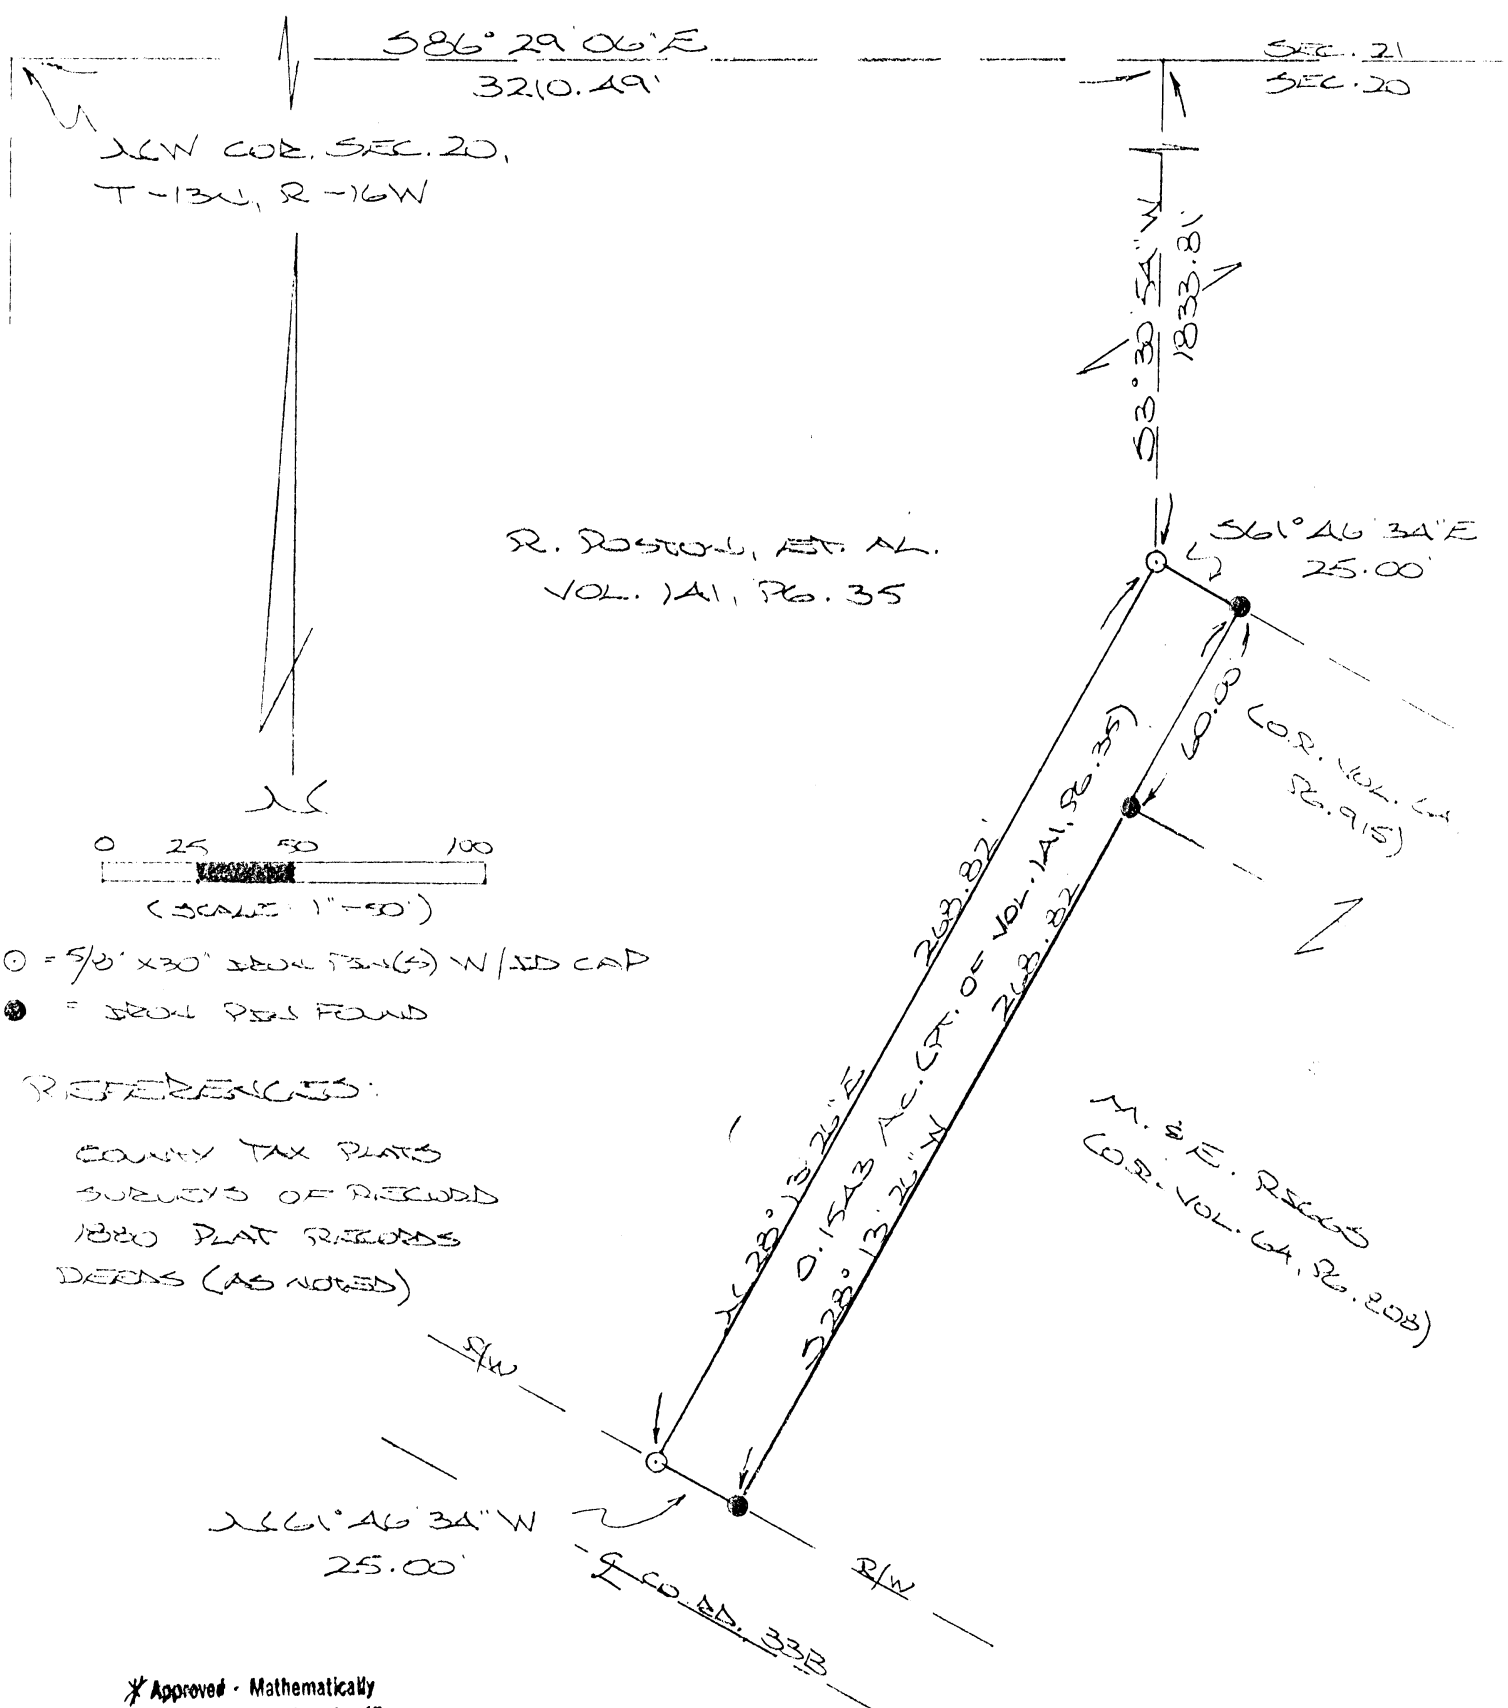 S86° 29' 06" E
3210.49'
SEC. 21
SEC. 20
NW COR. SEC. 20,
T-13N, R-16W
S3° 30' 54" W
1833.81'
R. POSTON, ET. AL.
VOL. 141, PG. 35
S61° 46' 34" E
25.00'
60.00
(O.R. VOL.
PG. 915)
N
0 25 50 100
(SCALE: 1"=50')
= 5/8" x 30" IRON PIN(S) W/ID CAP
= IRON PIN FOUND
268.82'
N 28° 13' 26" E
0.1543 AC. (PT. OF VOL. 141, PG. 35)
268.82
S28° 13' 26" W
REFERENCES:
COUNTY TAX PLATS
SURVEYS OF RECORD
1880 PLAT RECORDS
DEEDS (AS NOTED)
M. & E. RIGGS
(O.R. VOL. 64, PG. 208)
R/W
N61° 46' 34" W
25.00'
R/W
℄ CO. RD. 33B
* Approved - Mathematically